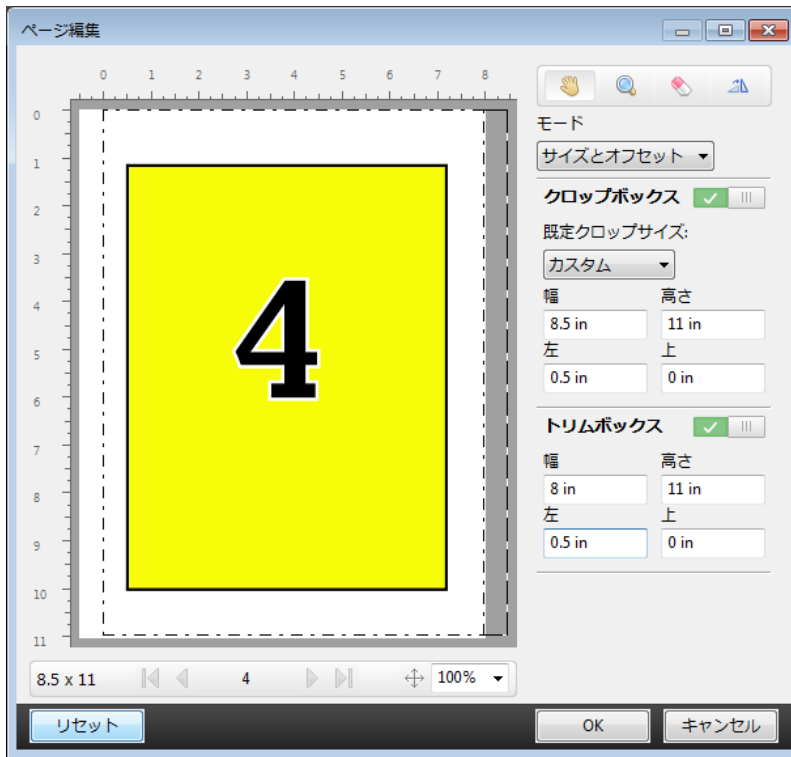 ページ編集
0 1 2 3 4 5 6 7 8
0
1
2
3
4
5
6
7
8
9
10
11
4
モード
サイズとオフセット
クロップボックス
既定クロップサイズ:
カスタム
幅 高さ
8.5 in 11 in
左 上
0.5 in 0 in
トリムボックス
幅 高さ
8 in 11 in
左 上
0.5 in 0 in
8.5 x 11 4 100%
リセット OK キャンセル